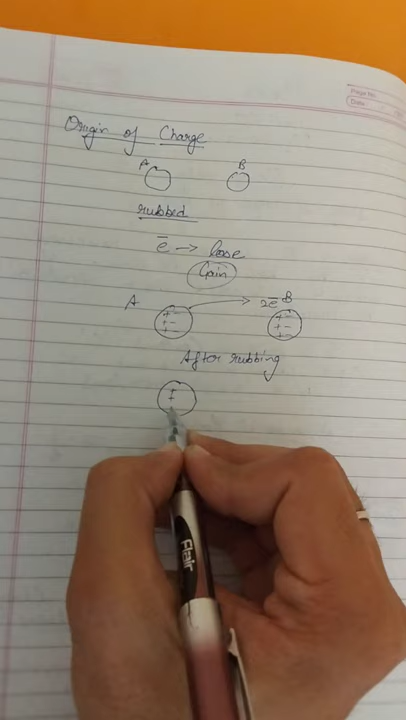 Page No.
Date
Origin of Charge
A B
rubbed
e̅ → lose
Gain
A → 2e̅ B
+ - + -
+ - + -
+ - + -
After rubbing
+
+
Flair